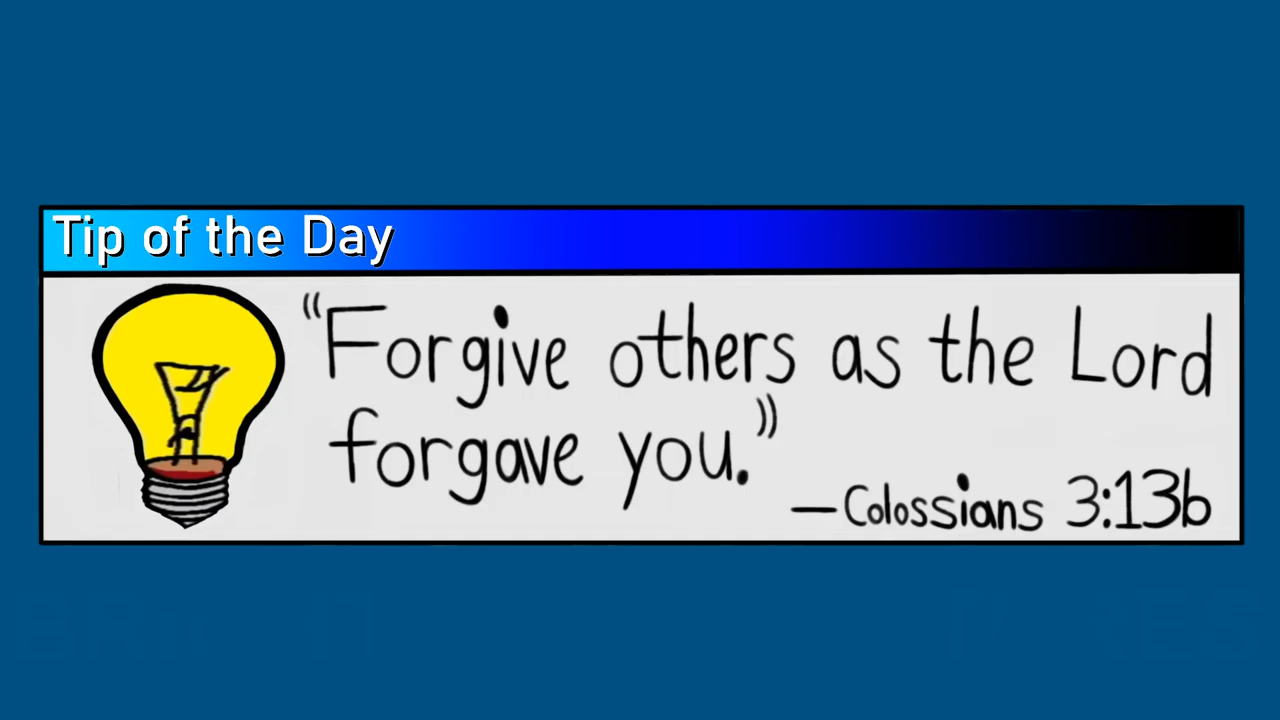 Tip of the Day
“Forgive others as the Lord
forgave you.”
—Colossians 3:13b